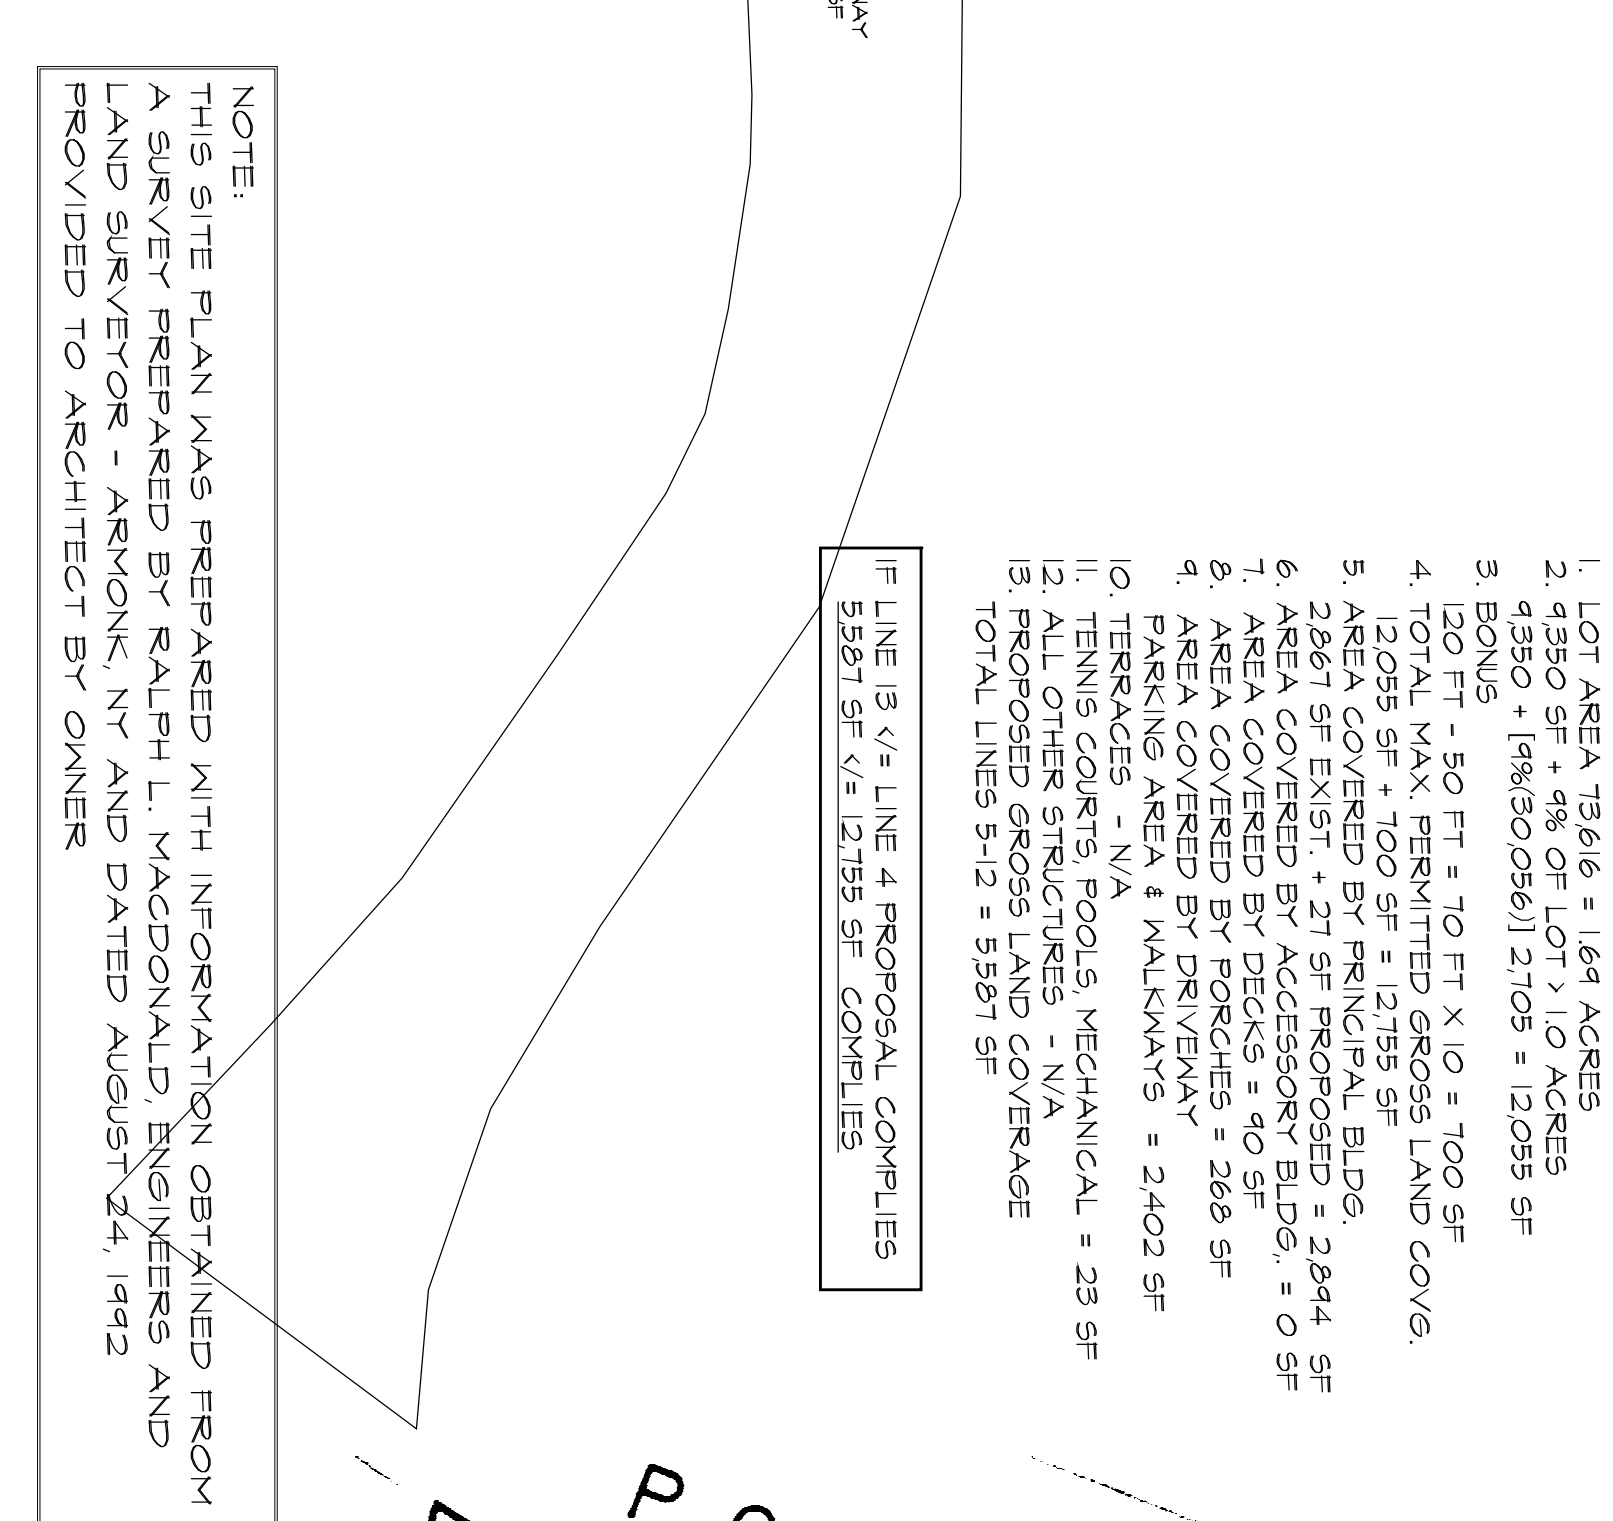 1. LOT AREA 73,616 = 1.69 ACRES
2. 9,350 SF + 9% OF LOT > 1.0 ACRES
9,350 + [9%(30,056)] 2,705 = 12,055 SF
3. BONUS
120 FT - 50 FT = 70 FT X 10 = 700 SF
4. TOTAL MAX. PERMITTED GROSS LAND COVG.
12,055 SF + 700 SF = 12,755 SF
5. AREA COVERED BY PRINCIPAL BLDG.
2,867 SF EXIST. + 27 SF PROPOSED = 2,894 SF
6. AREA COVERED BY ACCESSORY BLDG,. = 0 SF
7. AREA COVERED BY DECKS = 90 SF
8. AREA COVERED BY PORCHES = 268 SF
9. AREA COVERED BY DRIVEWAY
PARKING AREA & WALKWAYS = 2,402 SF
10. TERRACES - N/A
11. TENNIS COURTS, POOLS, MECHANICAL = 23 SF
12. ALL OTHER STRUCTURES - N/A
13. PROPOSED GROSS LAND COVERAGE
TOTAL LINES 5-12 = 5,587 SF
IF LINE 13 </= LINE 4 PROPOSAL COMPLIES
5,587 SF </= 12,755 SF COMPLIES
SF
NOTE:
THIS SITE PLAN WAS PREPARED WITH INFORMATION OBTAINED FROM
A SURVEY PREPARED BY RALPH L. MACDONALD, ENGINEERS AND
LAND SURVEYOR - ARMONK, NY AND DATED AUGUST 24, 1992
PROVIDED TO ARCHITECT BY OWNER
P